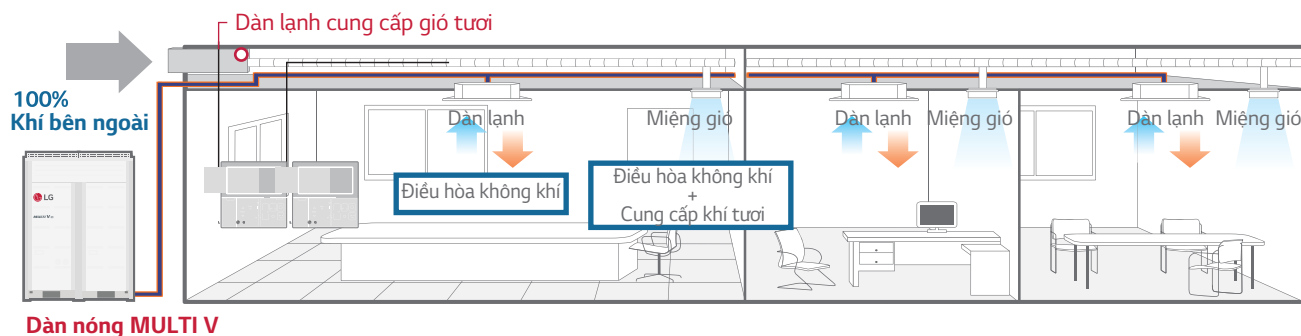 Dàn lạnh cung cấp gió tươi
100%
Khí bên ngoài
Dàn lạnh
Miệng gió
Dàn lạnh
Miệng gió
Dàn lạnh
Miệng gió
Điều hòa không khí
Điều hòa không khí
+
Cung cấp khí tươi
LG
Dàn nóng MULTI V